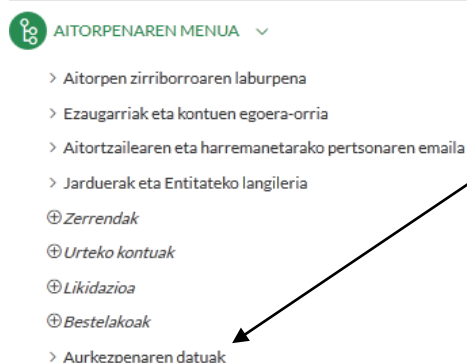 AITORPENAREN MENUA
> Aitorpen zirriborroaren laburpena
> Ezaugarriak eta kontuen egoera-orria
> Aitortzailearen eta harremanetarako pertsonaren emaila
> Jarduerak eta Entitateko langileria
⊕ Zerrendak
⊕ Urteko kontuak
⊕ Likidazioa
⊕ Bestelakoak
> Aurkezpenaren datuak